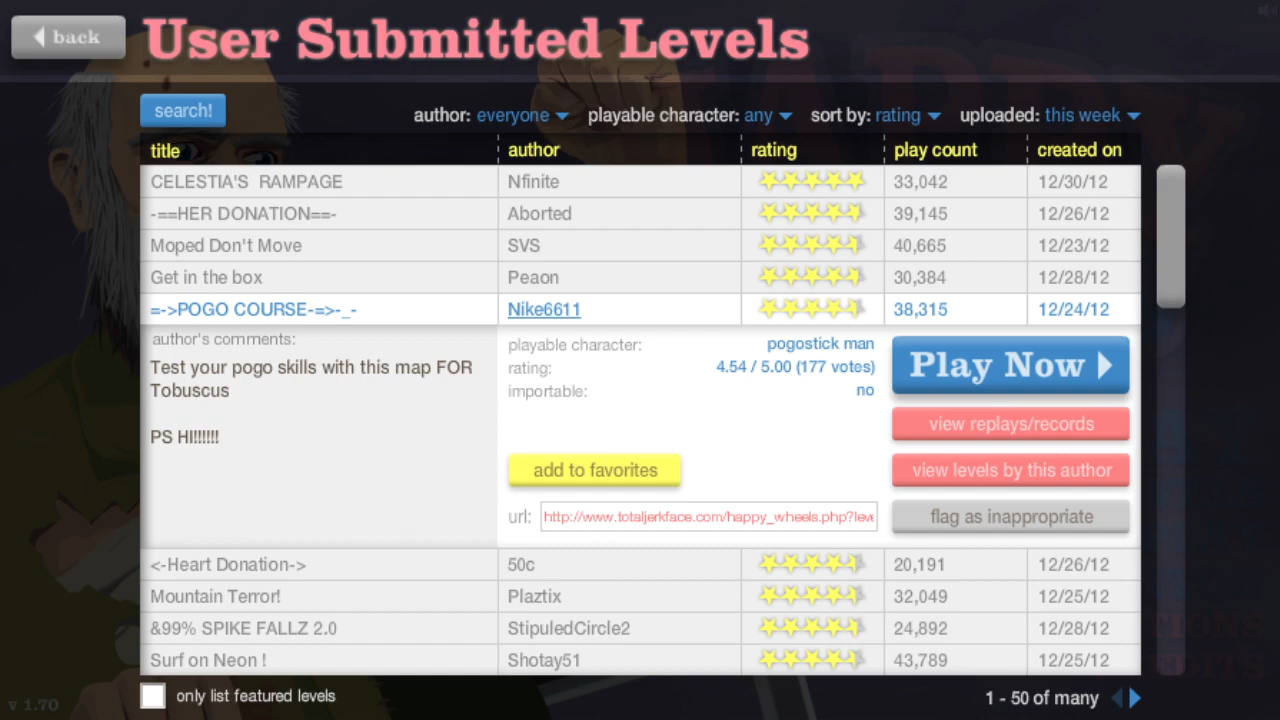 back
User Submitted Levels
search!
author: everyone playable character: any sort by: rating uploaded: this week
title author rating play count created on
CELESTIA'S RAMPAGE Nfinite 33,042 12/30/12
-==HER DONATION==- Aborted 39,145 12/26/12
Moped Don't Move SVS 40,665 12/23/12
Get in the box Peaon 30,384 12/28/12
=->POGO COURSE-=>-_- Nike6611 38,315 12/24/12
author's comments:
Test your pogo skills with this map FOR
Tobuscus
PS HI!!!!!!
playable character: pogostick man
rating: 4.54 / 5.00 (177 votes)
importable: no
add to favorites
url: http://www.totaljerkface.com/happy_wheels.php?leve
Play Now
view replays/records
view levels by this author
flag as inappropriate
<-Heart Donation-> 50c 20,191 12/26/12
Mountain Terror! Plaztix 32,049 12/25/12
&99% SPIKE FALLZ 2.0 StipuledCircle2 24,892 12/28/12
Surf on Neon ! Shotay51 43,789 12/25/12
only list featured levels
1 - 50 of many
v 1.70